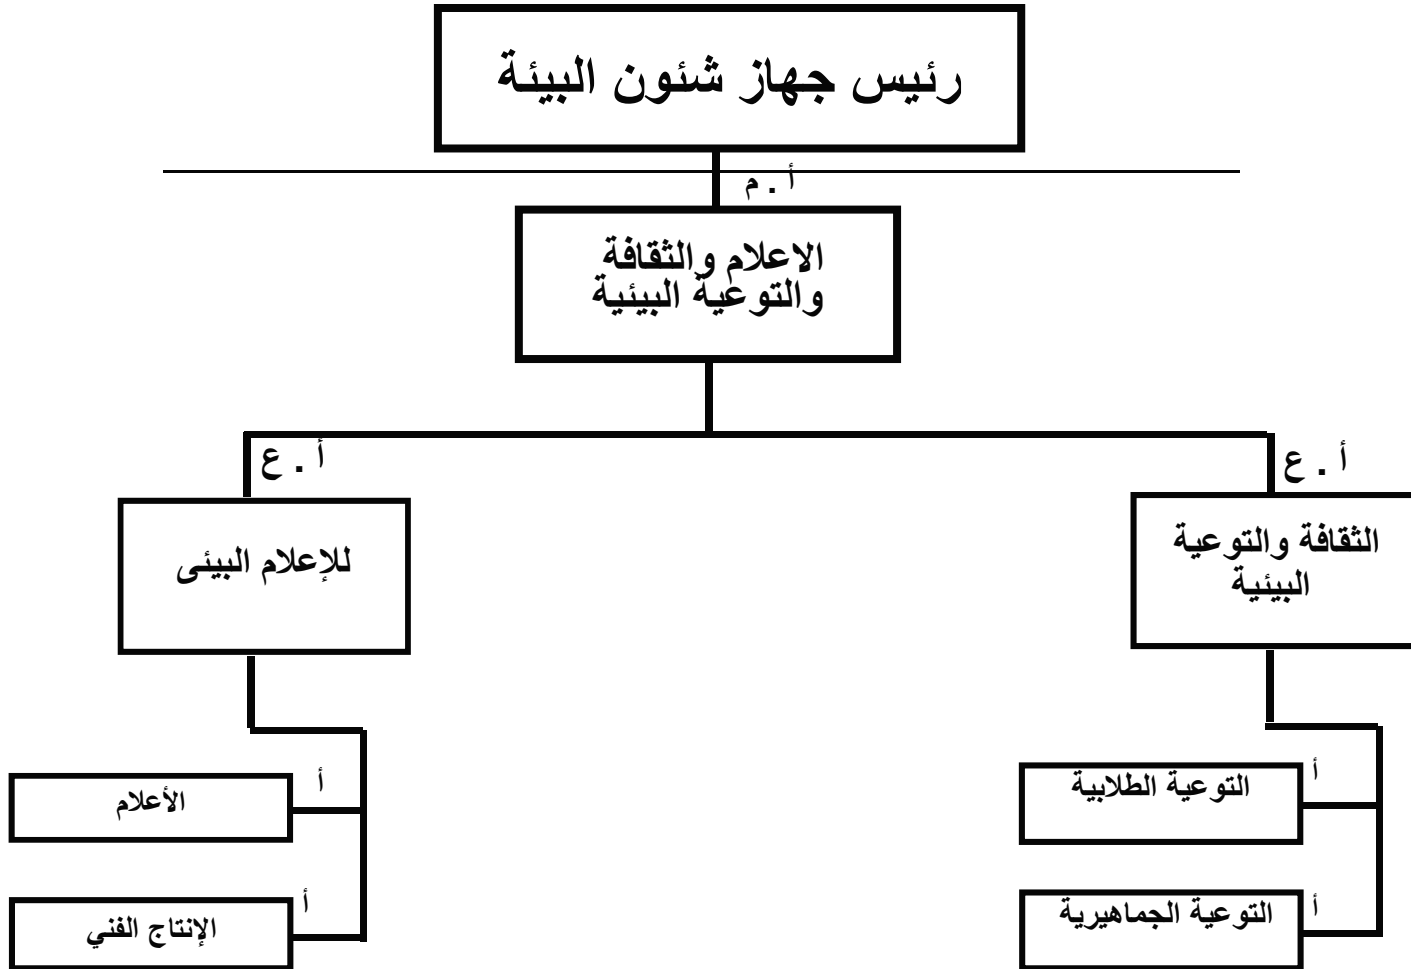 رئيس جهاز شئون البيئة
أ . م
الاعلام والثقافة
والتوعية البيئية
أ . ع
أ . ع
الثقافة والتوعية
البيئية
للإعلام البيئى
أ
التوعية الطلابية
أ
التوعية الجماهيرية
أ
الأعلام
أ
الإنتاج الفني